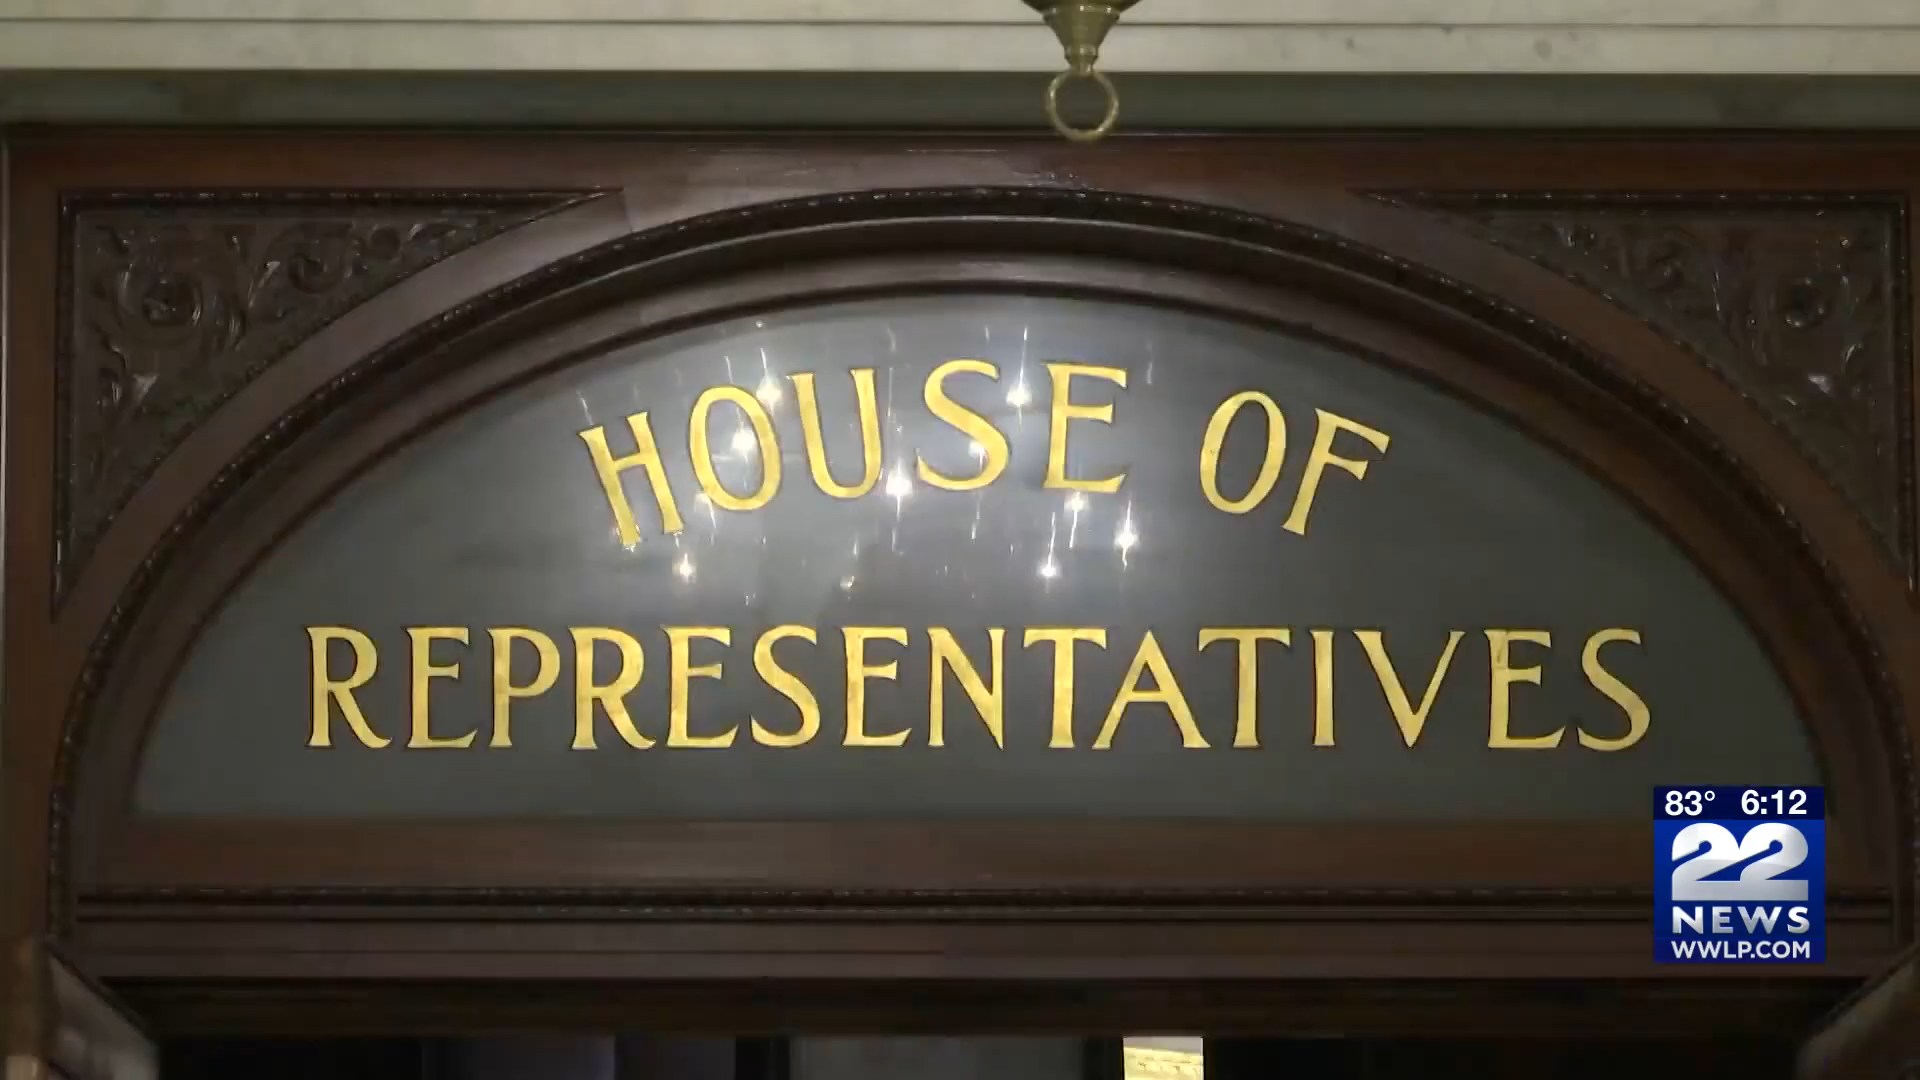 HOUSE OF
REPRESENTATIVES
83° 6:12
22
NEWS
WWLP.COM